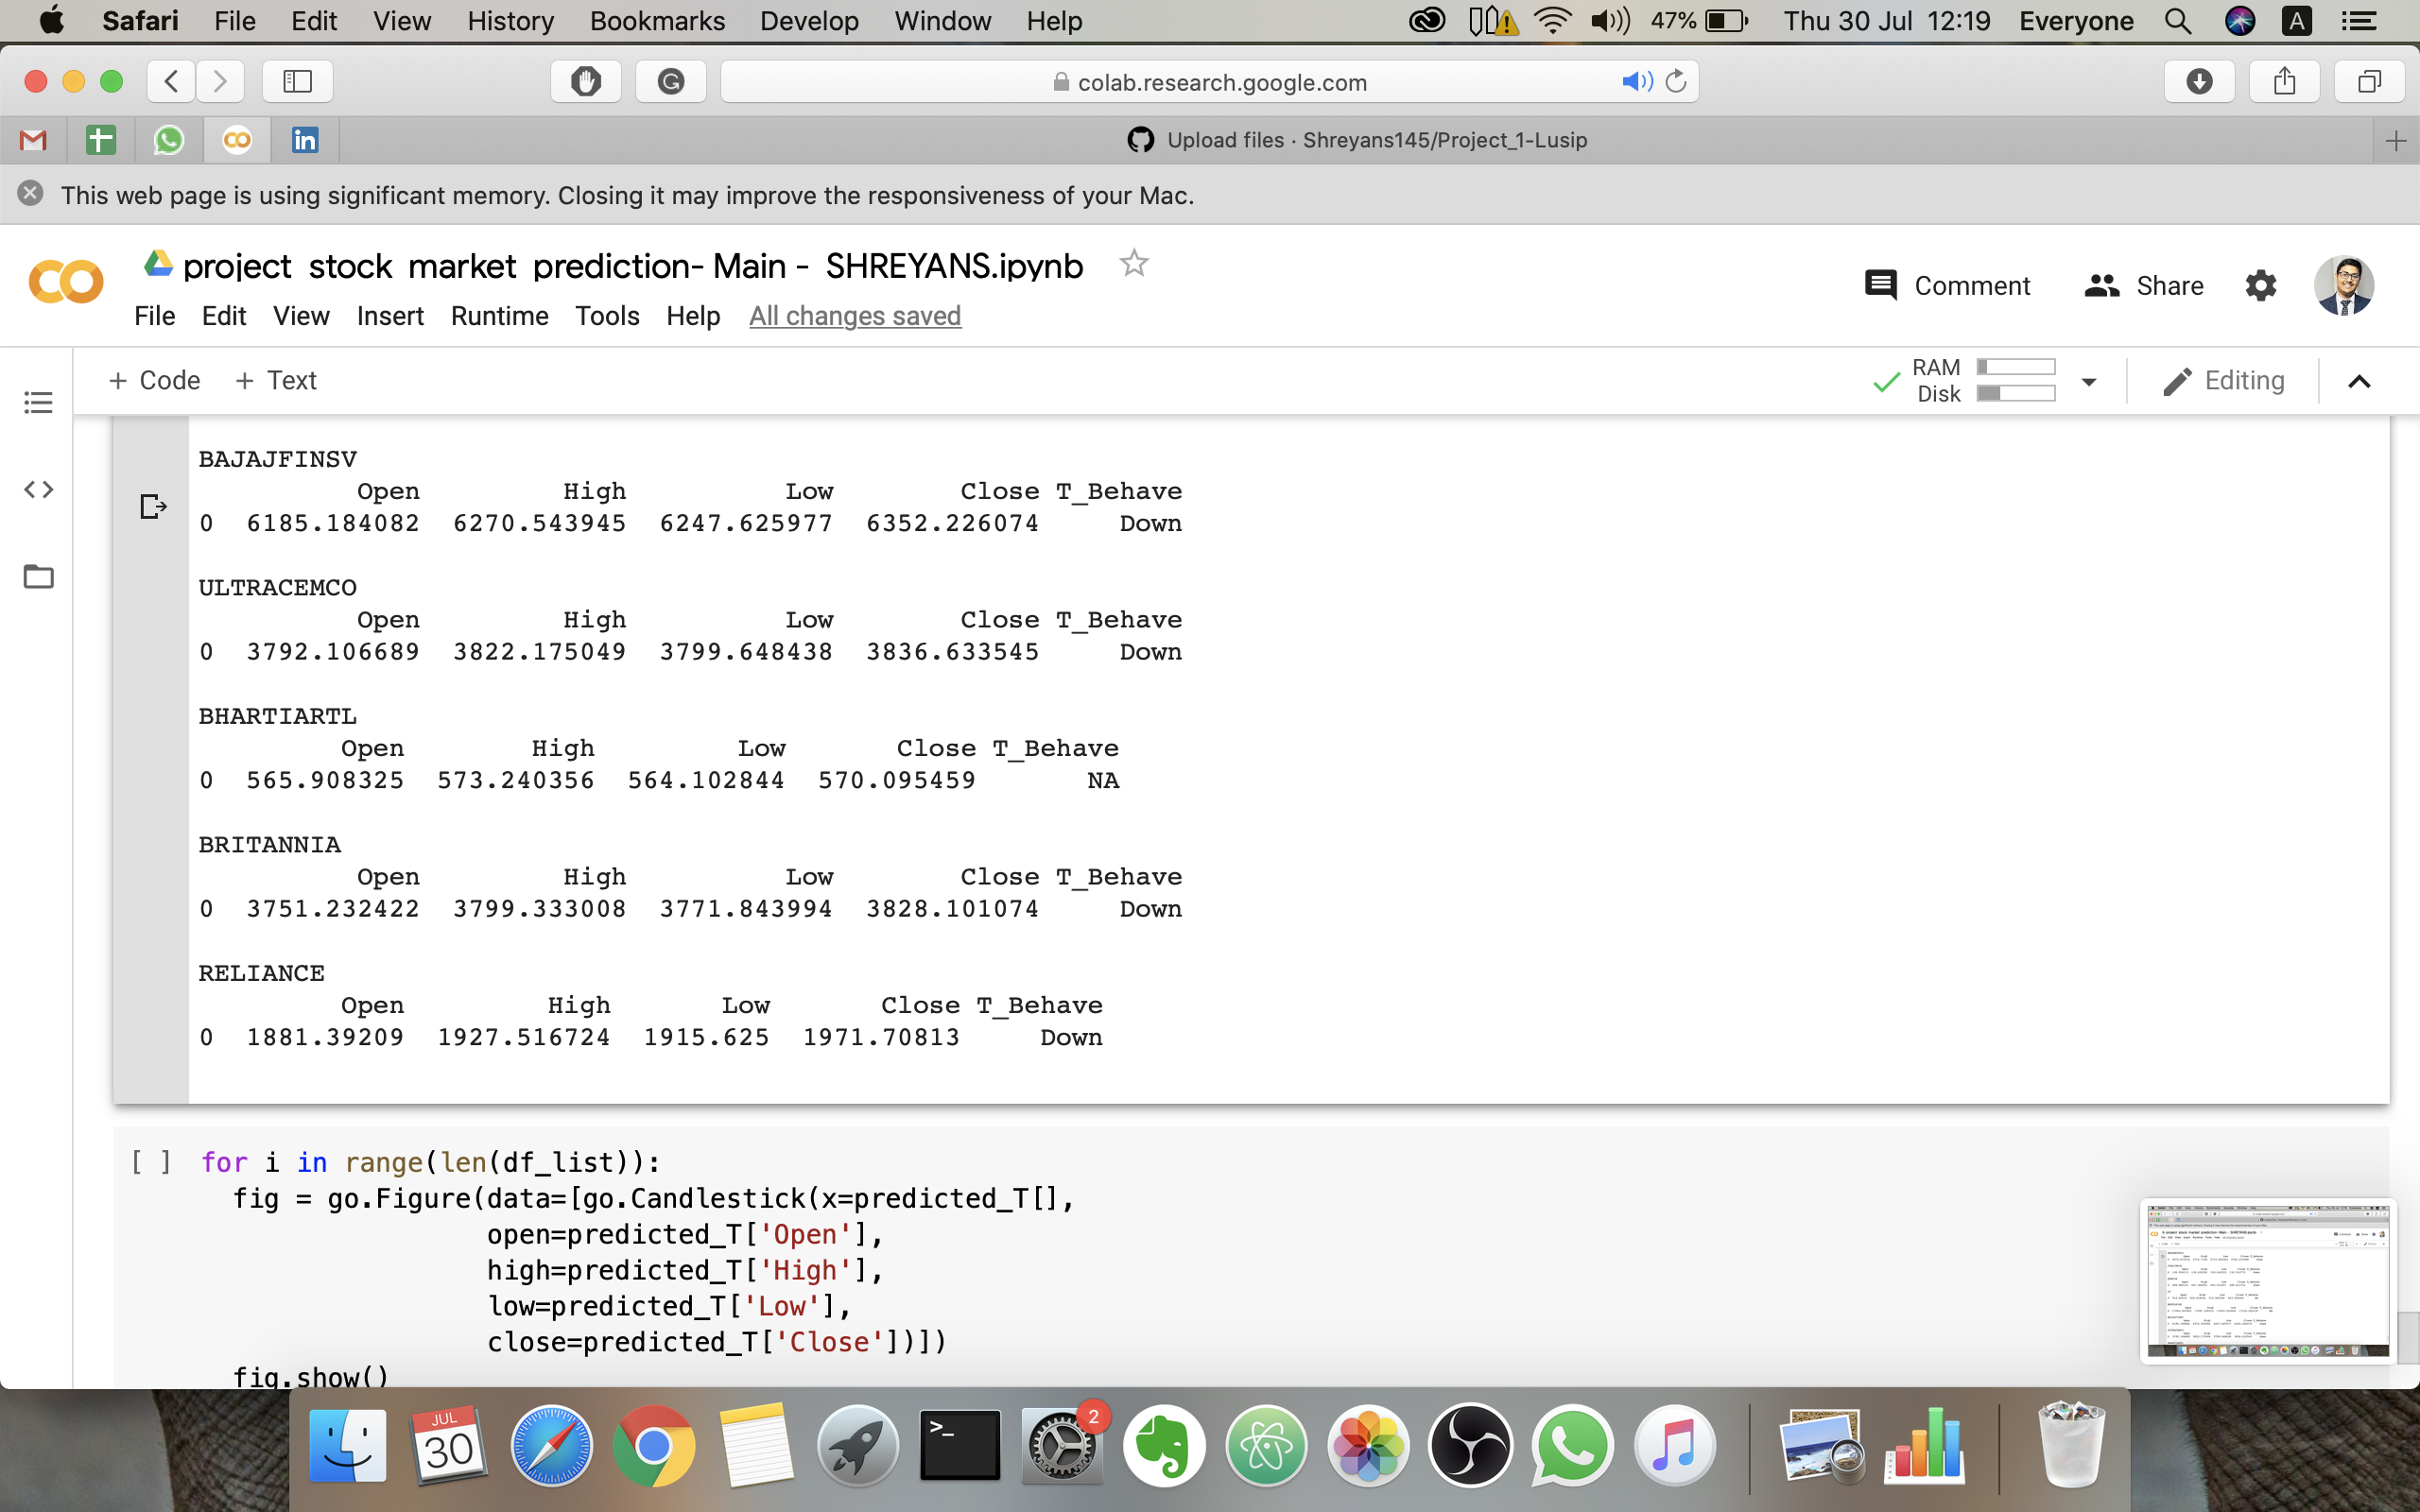 Safari File Edit View History Bookmarks Develop Window Help 47% Thu 30 Jul 12:19 Everyone A
G colab.research.google.com
in Upload files · Shreyans145/Project_1-Lusip
This web page is using significant memory. Closing it may improve the responsiveness of your Mac.
project stock market prediction- Main - SHREYANS.ipynb
Comment Share
File Edit View Insert Runtime Tools Help All changes saved
+ Code + Text
RAM
Disk
Editing
BAJAJFINSV
Open High Low Close T_Behave
0 6185.184082 6270.543945 6247.625977 6352.226074 Down
ULTRACEMCO
Open High Low Close T_Behave
0 3792.106689 3822.175049 3799.648438 3836.633545 Down
BHARTIARTL
Open High Low Close T_Behave
0 565.908325 573.240356 564.102844 570.095459 NA
BRITANNIA
Open High Low Close T_Behave
0 3751.232422 3799.333008 3771.843994 3828.101074 Down
RELIANCE
Open High Low Close T_Behave
0 1881.39209 1927.516724 1915.625 1971.70813 Down
[ ] for i in range(len(df_list)):
fig = go.Figure(data=[go.Candlestick(x=predicted_T[],
open=predicted_T['Open'],
high=predicted_T['High'],
low=predicted_T['Low'],
close=predicted_T['Close'])])
fig.show()
JUL
30
>_
2